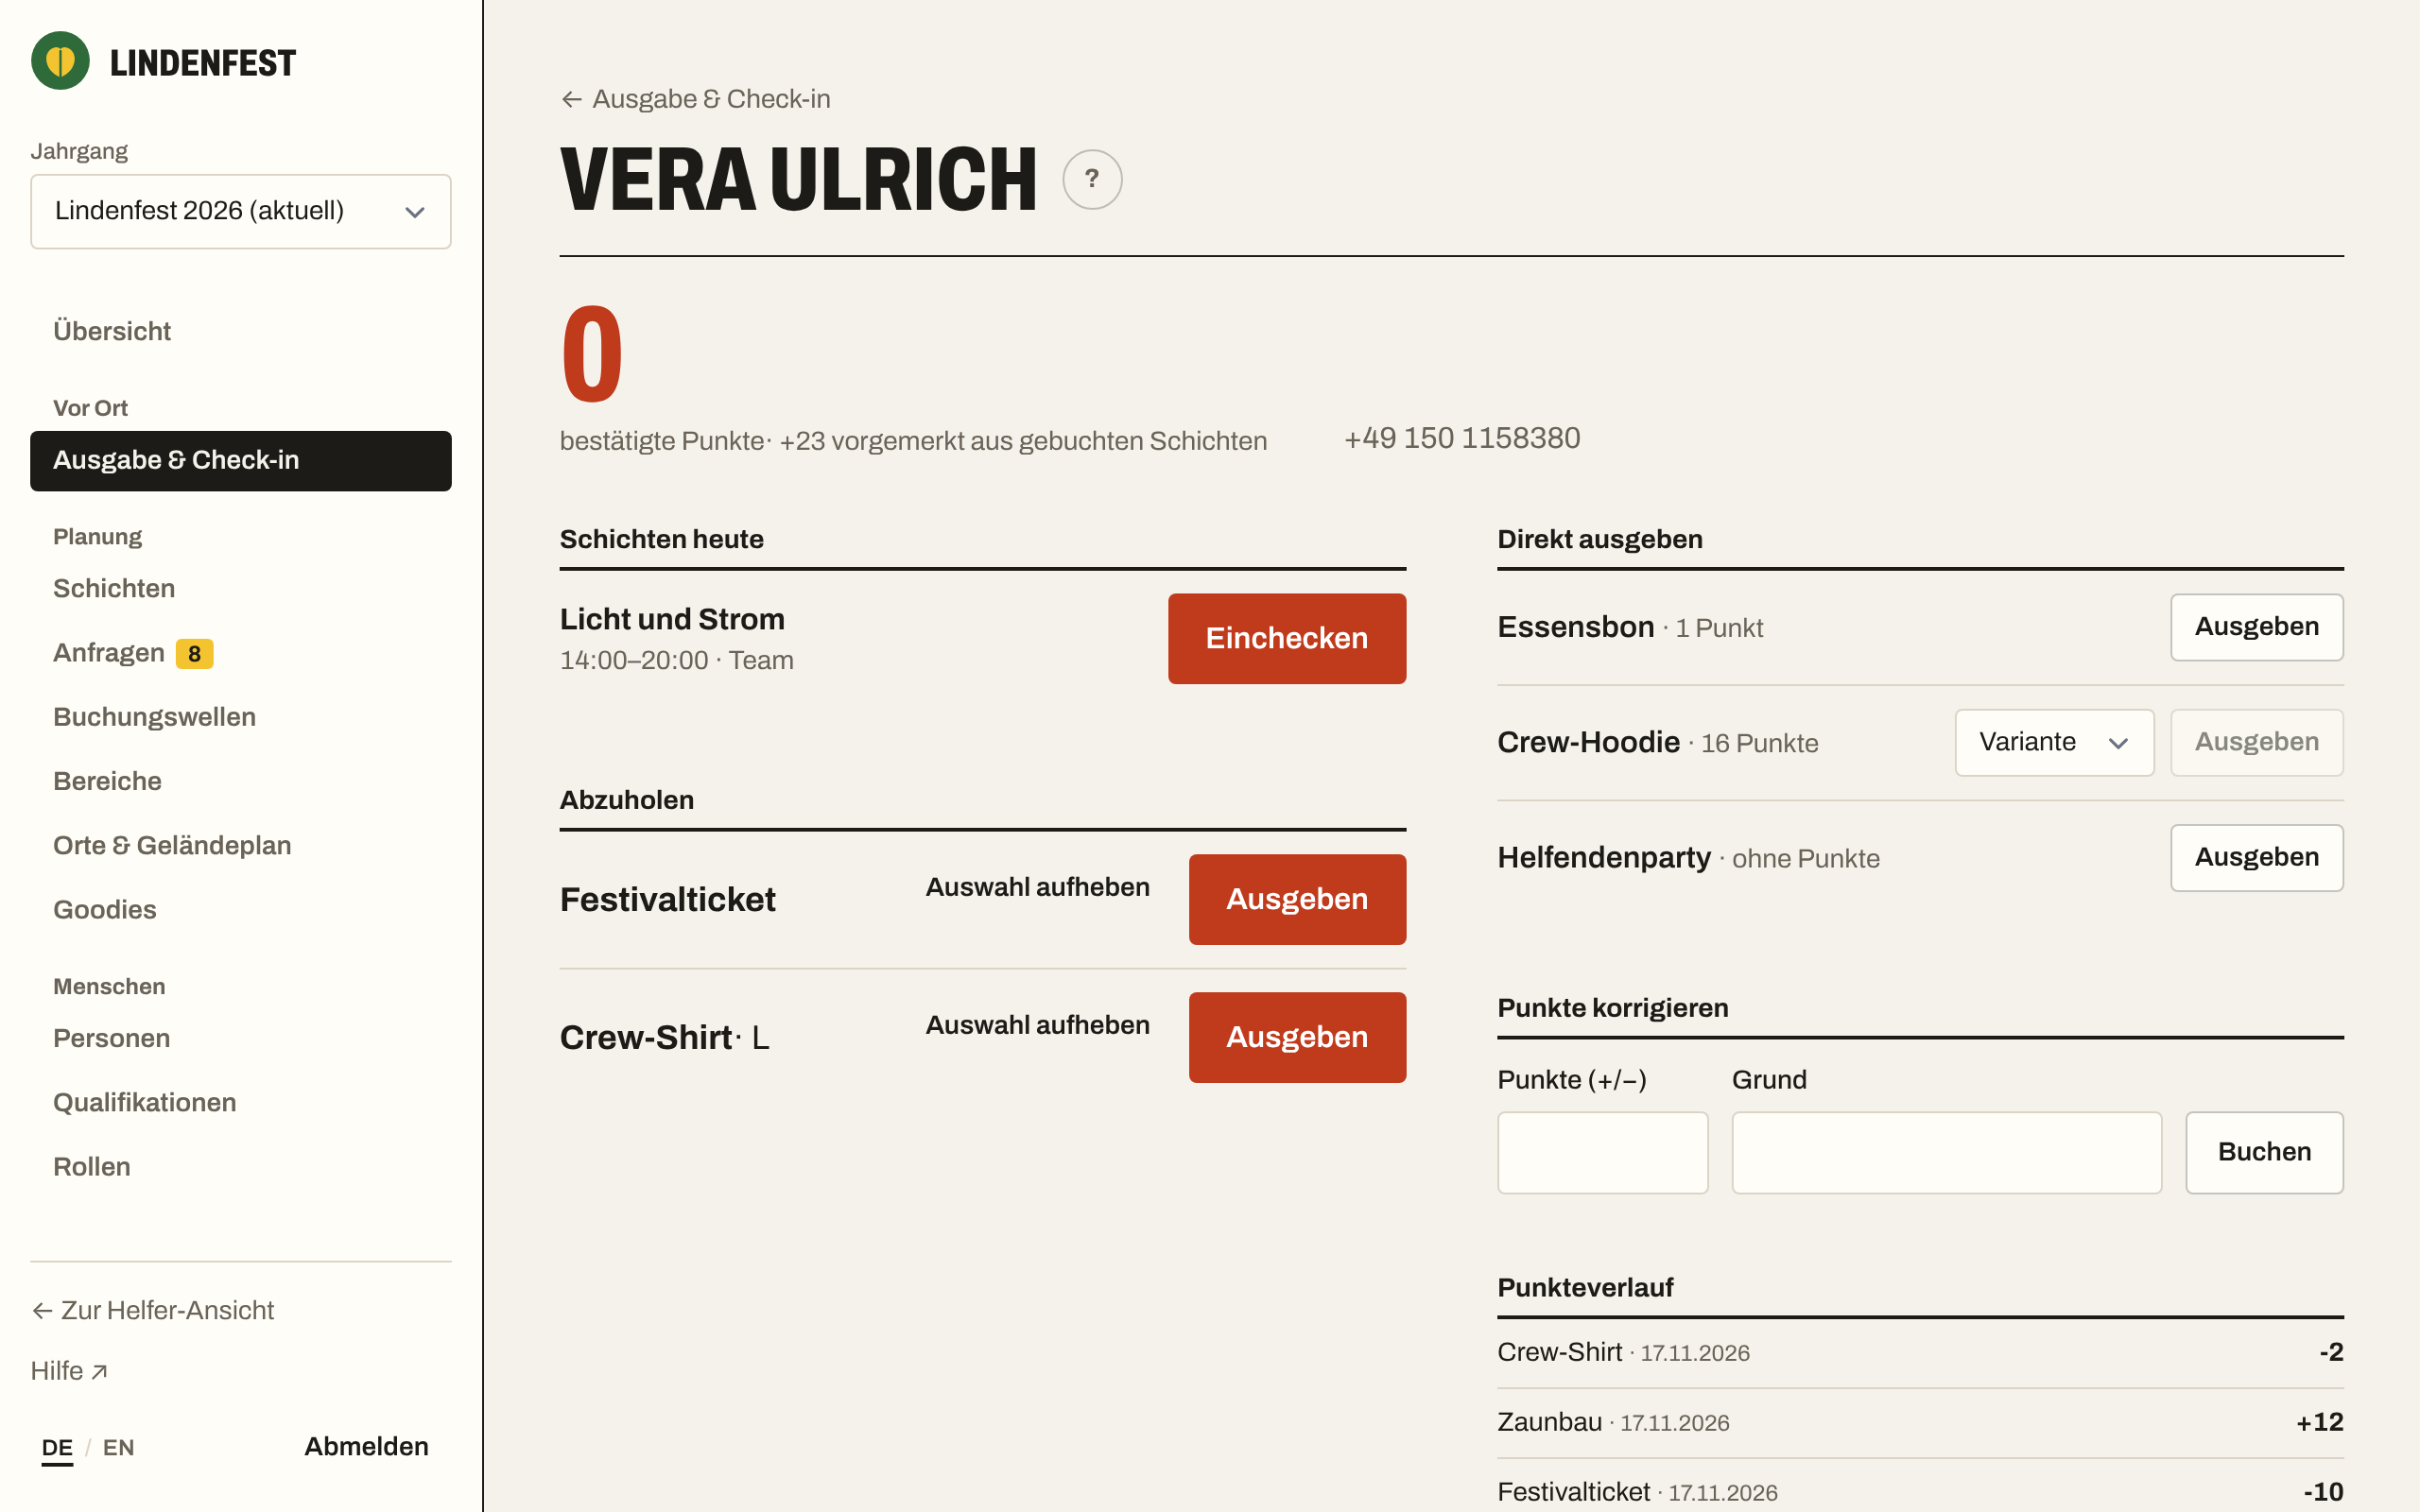 LINDENFEST
Jahrgang
Lindenfest 2026 (aktuell)
Übersicht
Vor Ort
Ausgabe & Check-in
Planung
Schichten
Anfragen 8
Buchungswellen
Bereiche
Orte & Geländeplan
Goodies
Menschen
Personen
Qualifikationen
Rollen
← Zur Helfer-Ansicht
Hilfe ↗
DE / EN Abmelden
← Ausgabe & Check-in
VERA ULRICH ?
0
bestätigte Punkte· +23 vorgemerkt aus gebuchten Schichten +49 150 1158380
Schichten heute
Licht und Strom
14:00–20:00 · Team
Einchecken
Abzuholen
Festivalticket Auswahl aufheben Ausgeben
Crew-Shirt· L Auswahl aufheben Ausgeben
Direkt ausgeben
Essensbon · 1 Punkt Ausgeben
Crew-Hoodie · 16 Punkte Variante Ausgeben
Helfendenparty · ohne Punkte Ausgeben
Punkte korrigieren
Punkte (+/−) Grund
Buchen
Punkteverlauf
Crew-Shirt · 17.11.2026 -2
Zaunbau · 17.11.2026 +12
Festivalticket · 17.11.2026 -10